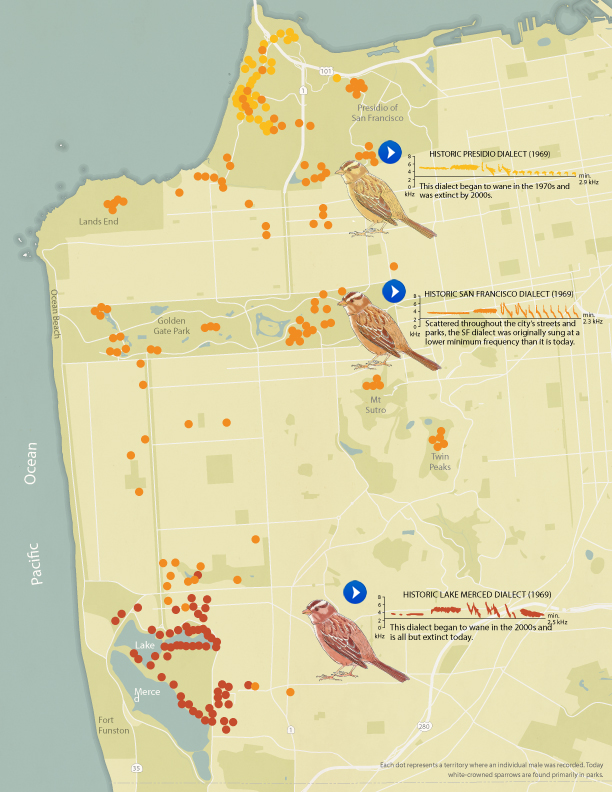 101
1
Presidio of
San Francisco
HISTORIC PRESIDIO DIALECT (1969)
8
6
4
2
0
kHz
min.
2.9 kHz
This dialect began to wane in the 1970s and
was extinct by 2000s.
Lands End
Ocean Beach
Golden
Gate Park
HISTORIC SAN FRANCISCO DIALECT (1969)
8
6
4
2
0
kHz
min.
2.3 kHz
Scattered throughout the city's streets and
parks, the SF dialect was originally sung at a
lower minimum frequency than it is today.
Mt
Sutro
Twin
Peaks
Pacific Ocean
HISTORIC LAKE MERCED DIALECT (1969)
8
6
4
2
0
kHz
min.
2.5 kHz
This dialect began to wane in the 2000s and
is all but extinct today.
Lake
Merce
d
Fort
Funston
1
280
35
Each dot represents a territory where an individual male was recorded. Today
white-crowned sparrows are found primarily in parks.